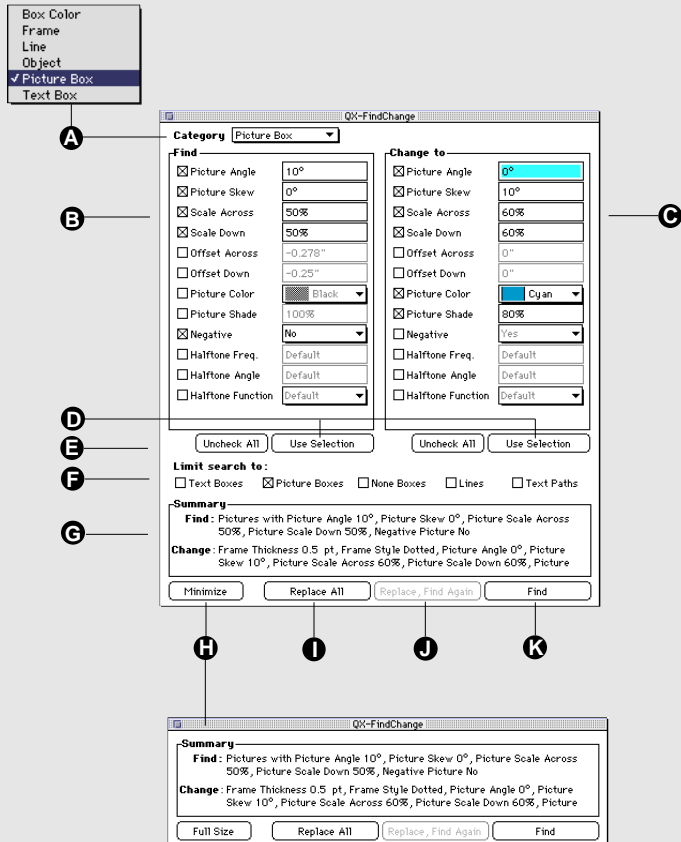 Box Color
Frame
Line
Object
✓ Picture Box
Text Box
A
QX-FindChange
Category Picture Box
Find
Change to
B
C
Picture Angle 10°
Picture Angle 0°
Picture Skew 0°
Picture Skew 10°
Scale Across 50%
Scale Across 60%
Scale Down 50%
Scale Down 60%
Offset Across -0.278"
Offset Across 0"
Offset Down -0.25"
Offset Down 0"
Picture Color Black
Picture Color Cyan
Picture Shade 100%
Picture Shade 80%
Negative No
Negative Yes
Halftone Freq. Default
Halftone Freq. Default
Halftone Angle Default
Halftone Angle Default
Halftone Function Default
Halftone Function Default
D
E
Uncheck All Use Selection Uncheck All Use Selection
Limit search to:
F
Text Boxes Picture Boxes None Boxes Lines Text Paths
Summary
G
Find: Pictures with Picture Angle 10°, Picture Skew 0°, Picture Scale Across
50%, Picture Scale Down 50%, Negative Picture No
Change: Frame Thickness 0.5 pt, Frame Style Dotted, Picture Angle 0°, Picture
Skew 10°, Picture Scale Across 60%, Picture Scale Down 60%, Picture
Minimize Replace All Replace, Find Again Find
H I J K
QX-FindChange
Summary
Find: Pictures with Picture Angle 10°, Picture Skew 0°, Picture Scale Across
50%, Picture Scale Down 50%, Negative Picture No
Change: Frame Thickness 0.5 pt, Frame Style Dotted, Picture Angle 0°, Picture
Skew 10°, Picture Scale Across 60%, Picture Scale Down 60%, Picture
Full Size Replace All Replace, Find Again Find